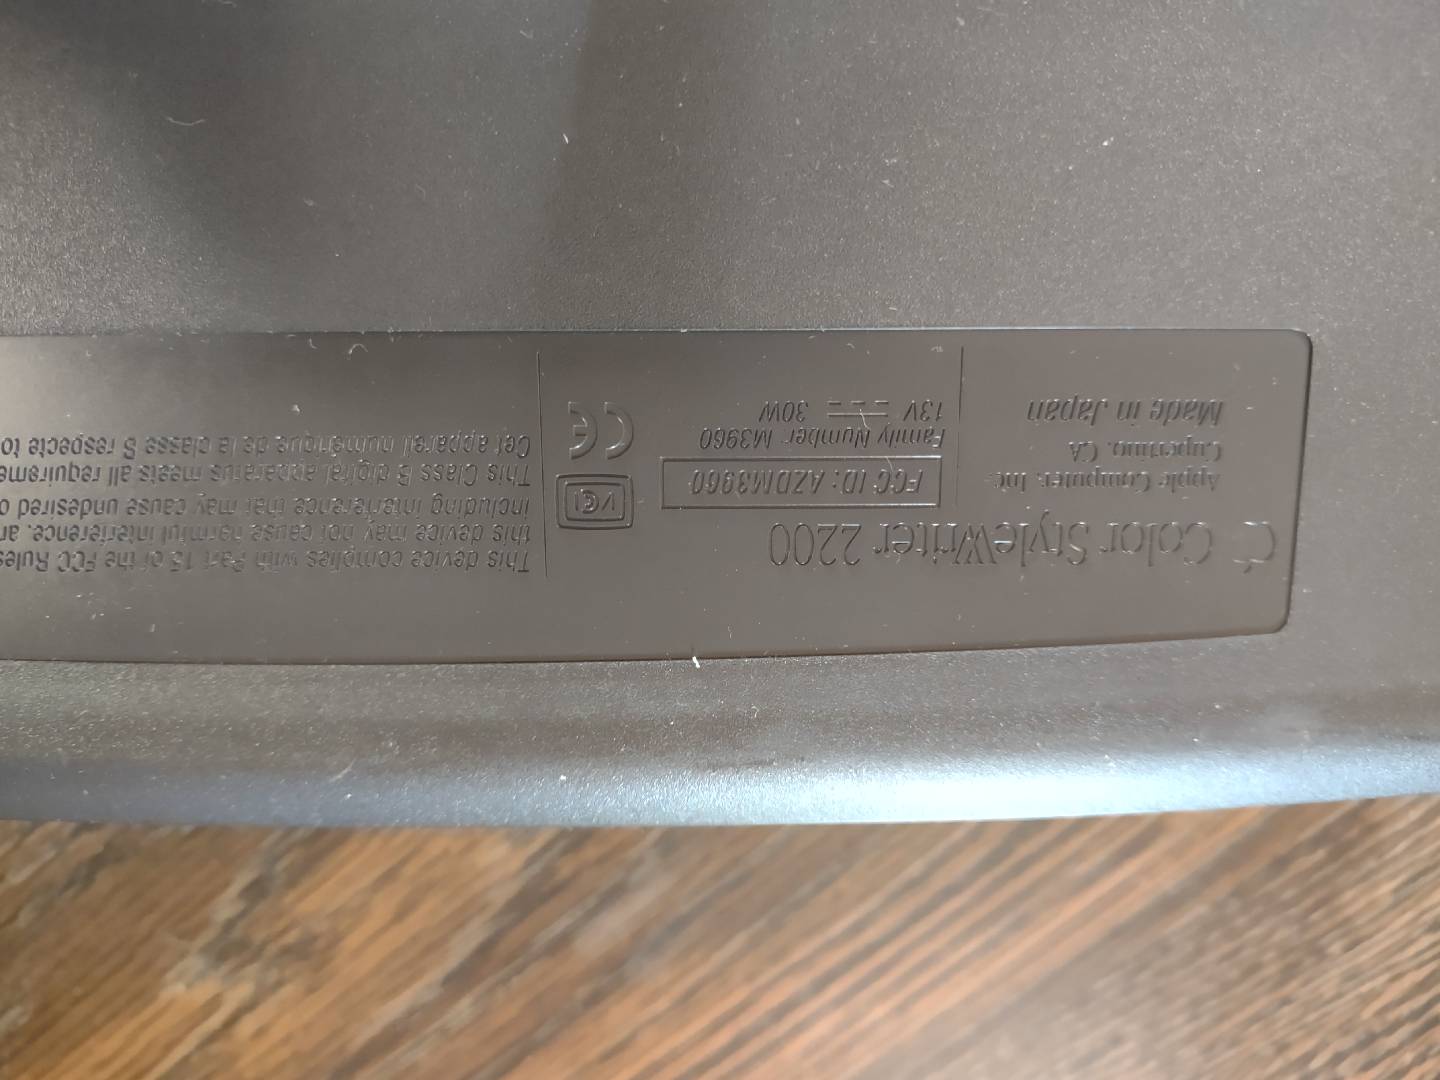 Color StyleWriter 2200
Apple Computer, Inc.
Cupertino, CA
Made in Japan
FCC ID: AZDM3960
Family Number: M3960
13V 30W
VCI
CE
This device complies with Part 15 of the FCC Rules
this device may not cause harmful interference, an
including interference that may cause undesired o
This Class B digital apparatus meets all requireme
Cet appareil numérique de la classe B respecte to